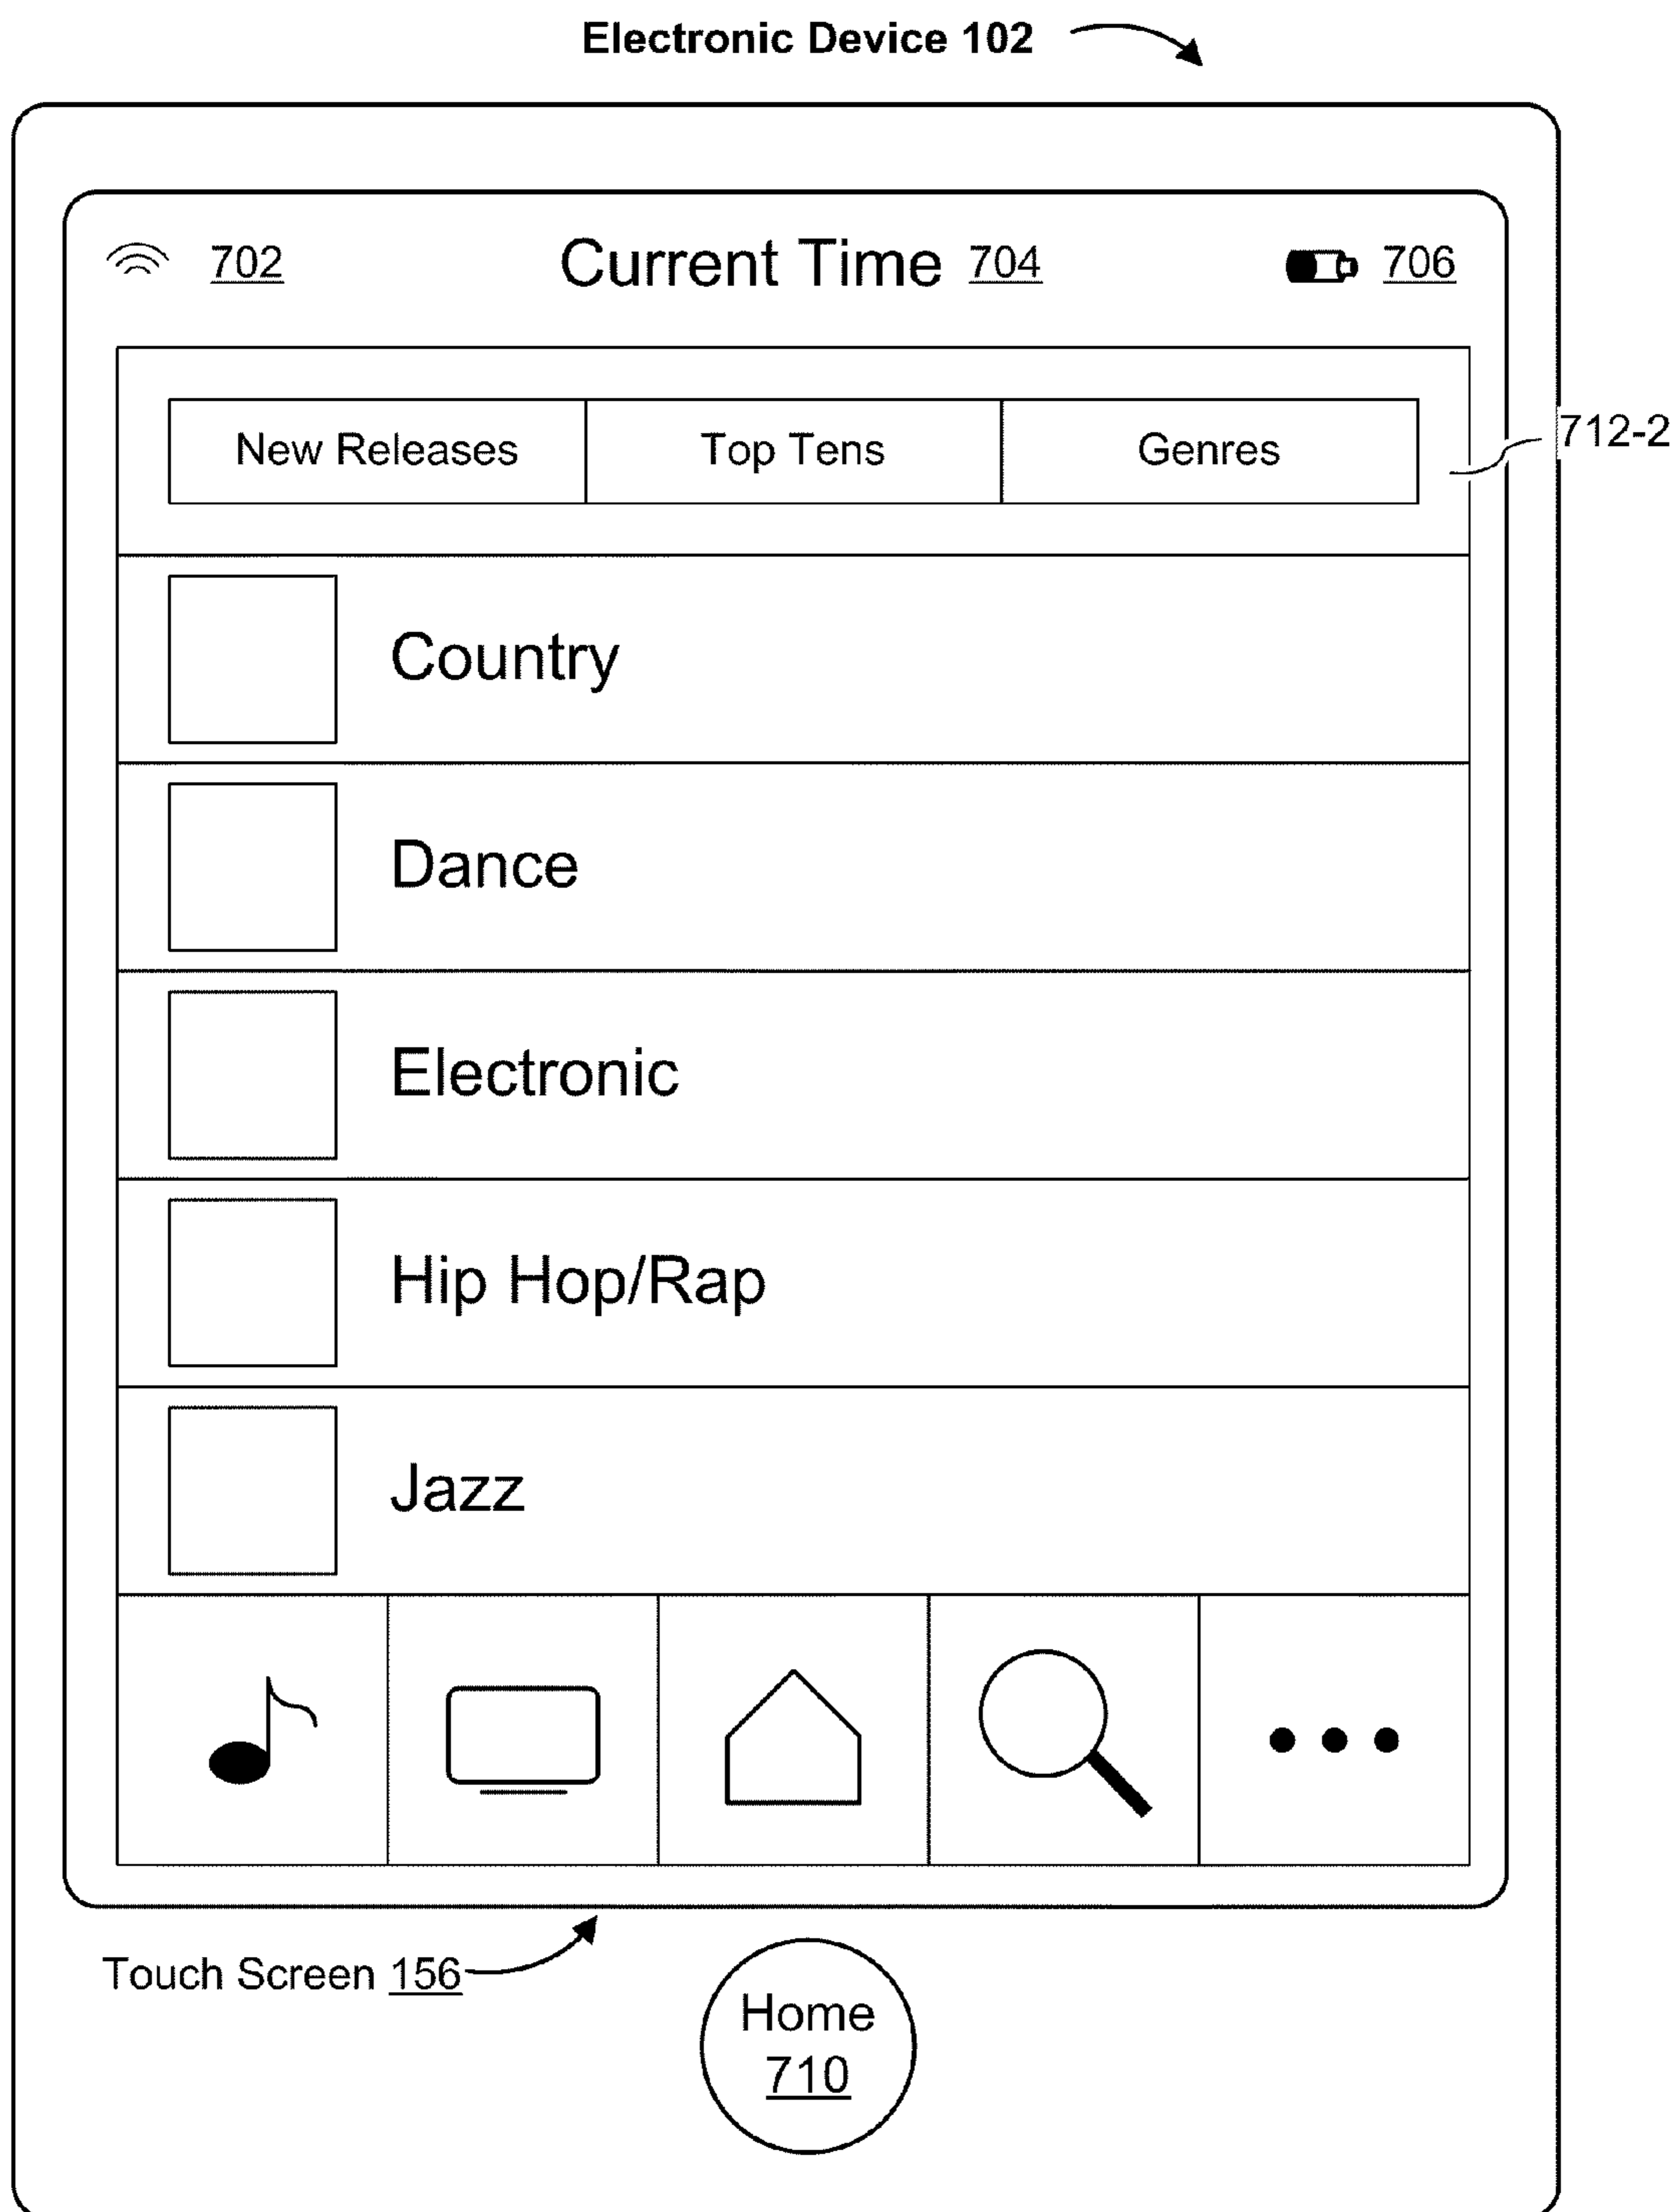 Electronic Device 102
702 Current Time 704 706
New Releases Top Tens Genres
712-2
Country
Dance
Electronic
Hip Hop/Rap
Jazz
Touch Screen 156
Home
710